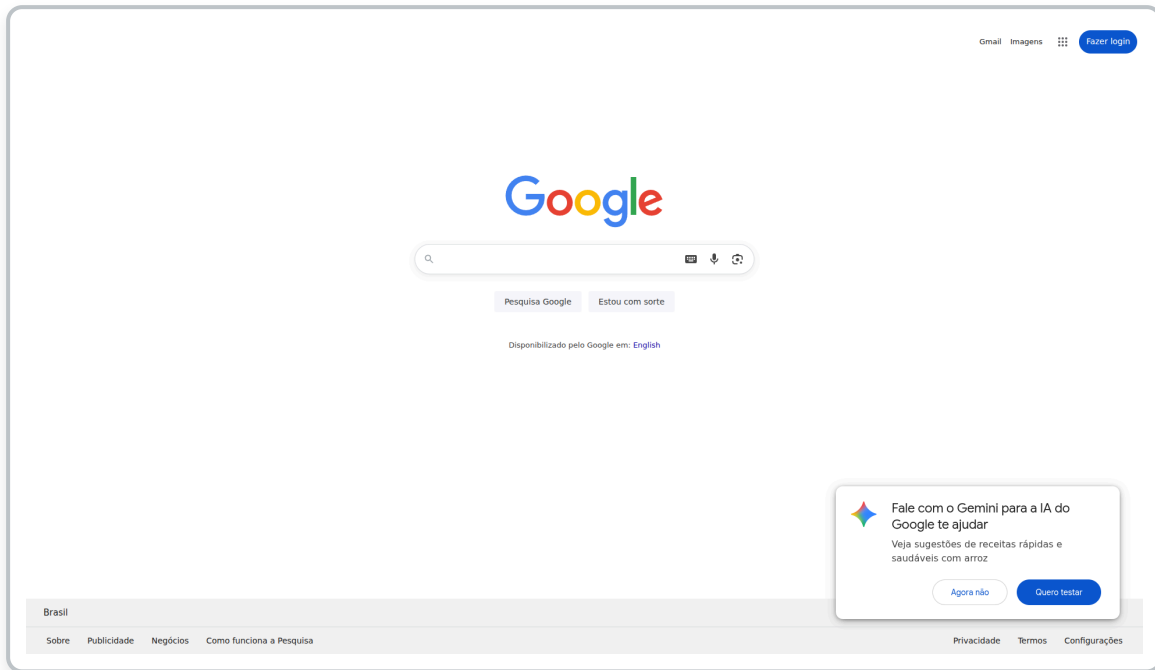 Gmail Imagens Fazer login
Google
Pesquisa Google Estou com sorte
Disponibilizado pelo Google em: English
Fale com o Gemini para a IA do
Google te ajudar
Veja sugestões de receitas rápidas e
saudáveis com arroz
Agora não Quero testar
Brasil
Sobre Publicidade Negócios Como funciona a Pesquisa Privacidade Termos Configurações